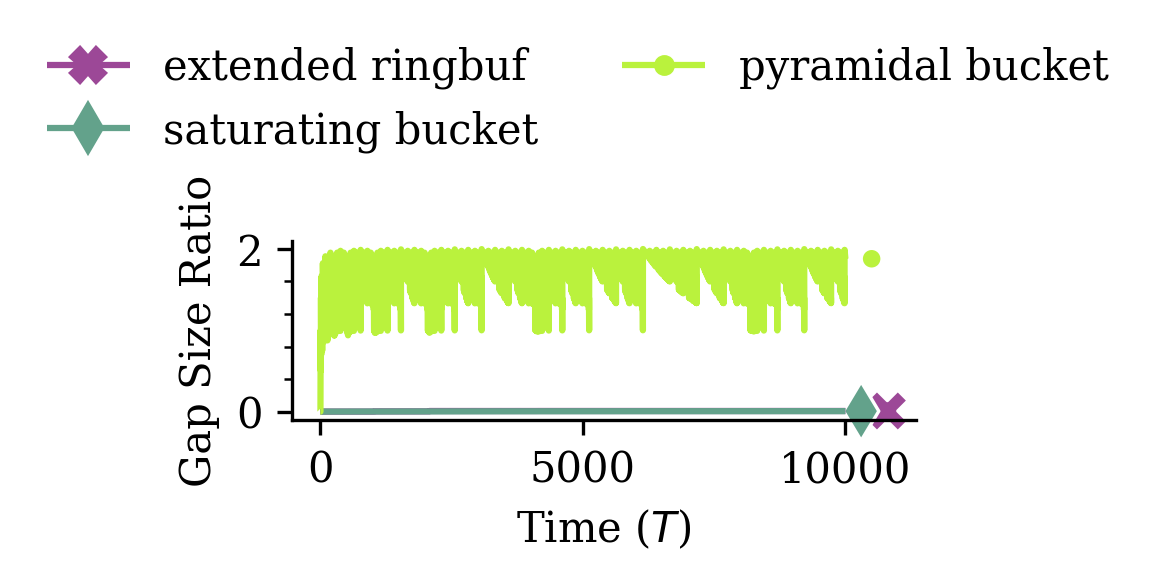 extended ringbuf
pyramidal bucket
saturating bucket
Gap Size Ratio
2
0
0
5000
10000
Time (T)